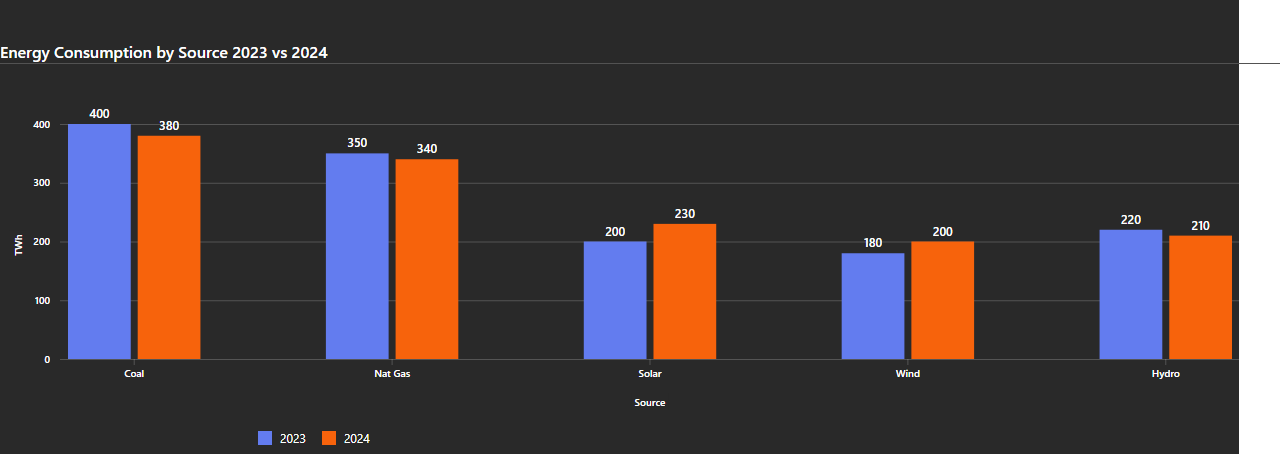 Energy Consumption by Source 2023 vs 2024
400
380
350
340
200
230
180
200
220
210
400
300
200
100
0
TWh
Coal
Nat Gas
Solar
Wind
Hydro
Source
2023
2024